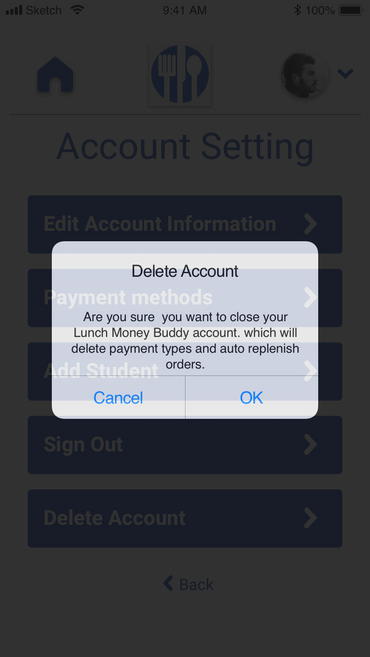 Sketch 9:41 AM 100%
Account Setting
Edit Account Information
Delete Account
Payment methods
Are you sure you want to close your
Lunch Money Buddy account. which will
delete payment types and auto replenish
orders.
Add Student
Cancel OK
Sign Out
Delete Account
Back